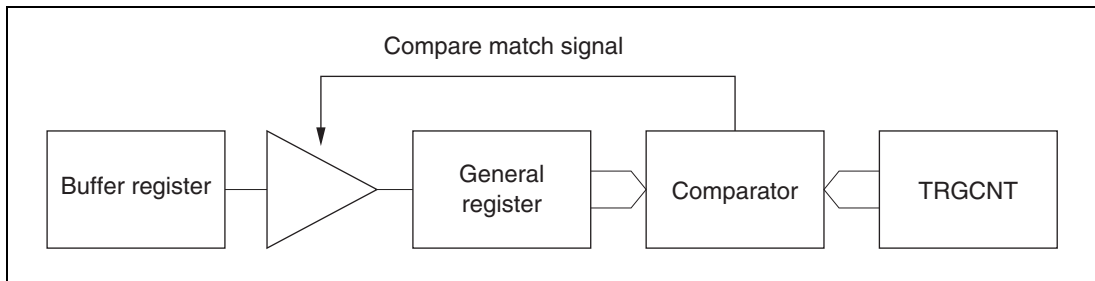 Compare match signal
Buffer register
General
register
Comparator
TRGCNT